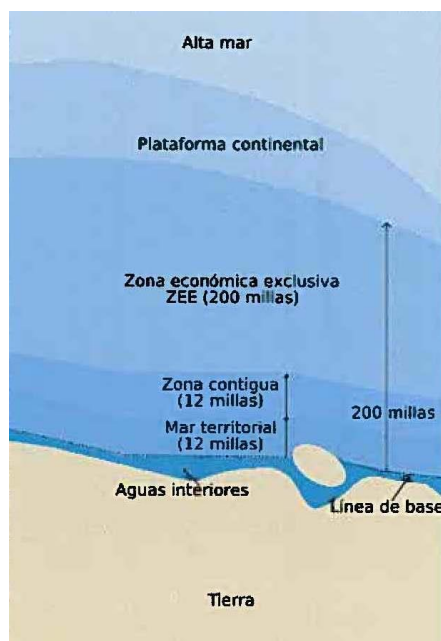 Alta mar
Plataforma continental
Zona económica exclusiva
ZEE (200 millas)
Zona contigua
(12 millas)
200 millas
Mar territorial
(12 millas)
Aguas interiores
Línea de base
Tierra